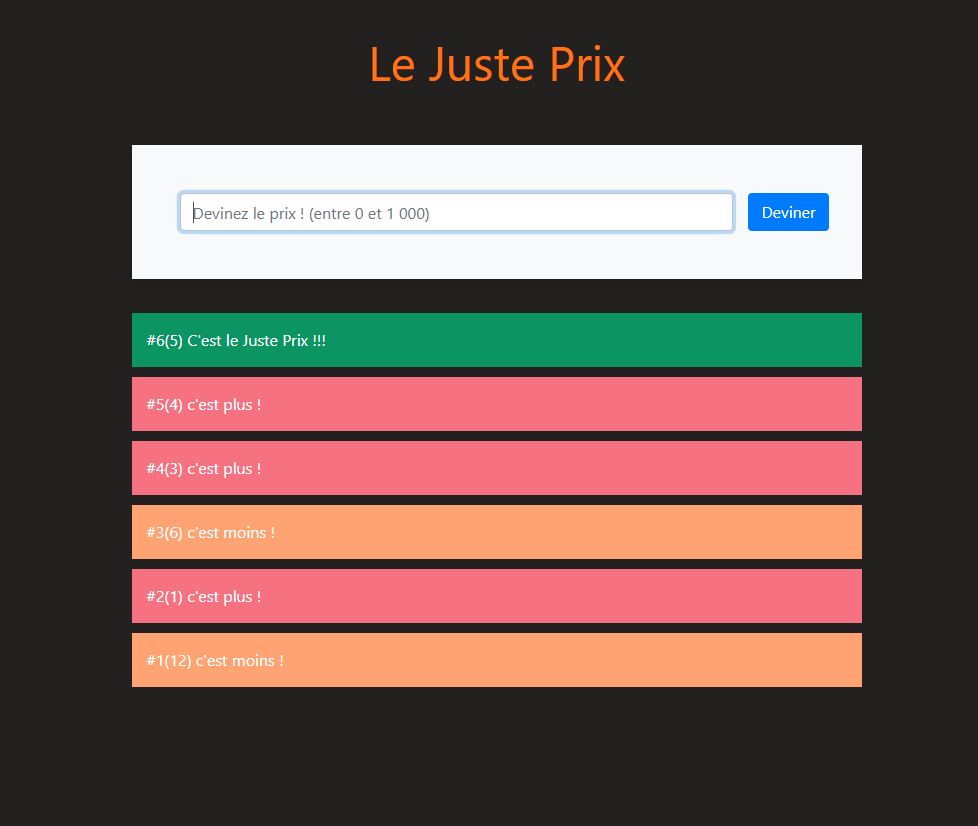 Le Juste Prix
Devinez le prix ! (entre 0 et 1 000)
Deviner
#6(5) C'est le Juste Prix !!!
#5(4) c'est plus !
#4(3) c'est plus !
#3(6) c'est moins !
#2(1) c'est plus !
#1(12) c'est moins !